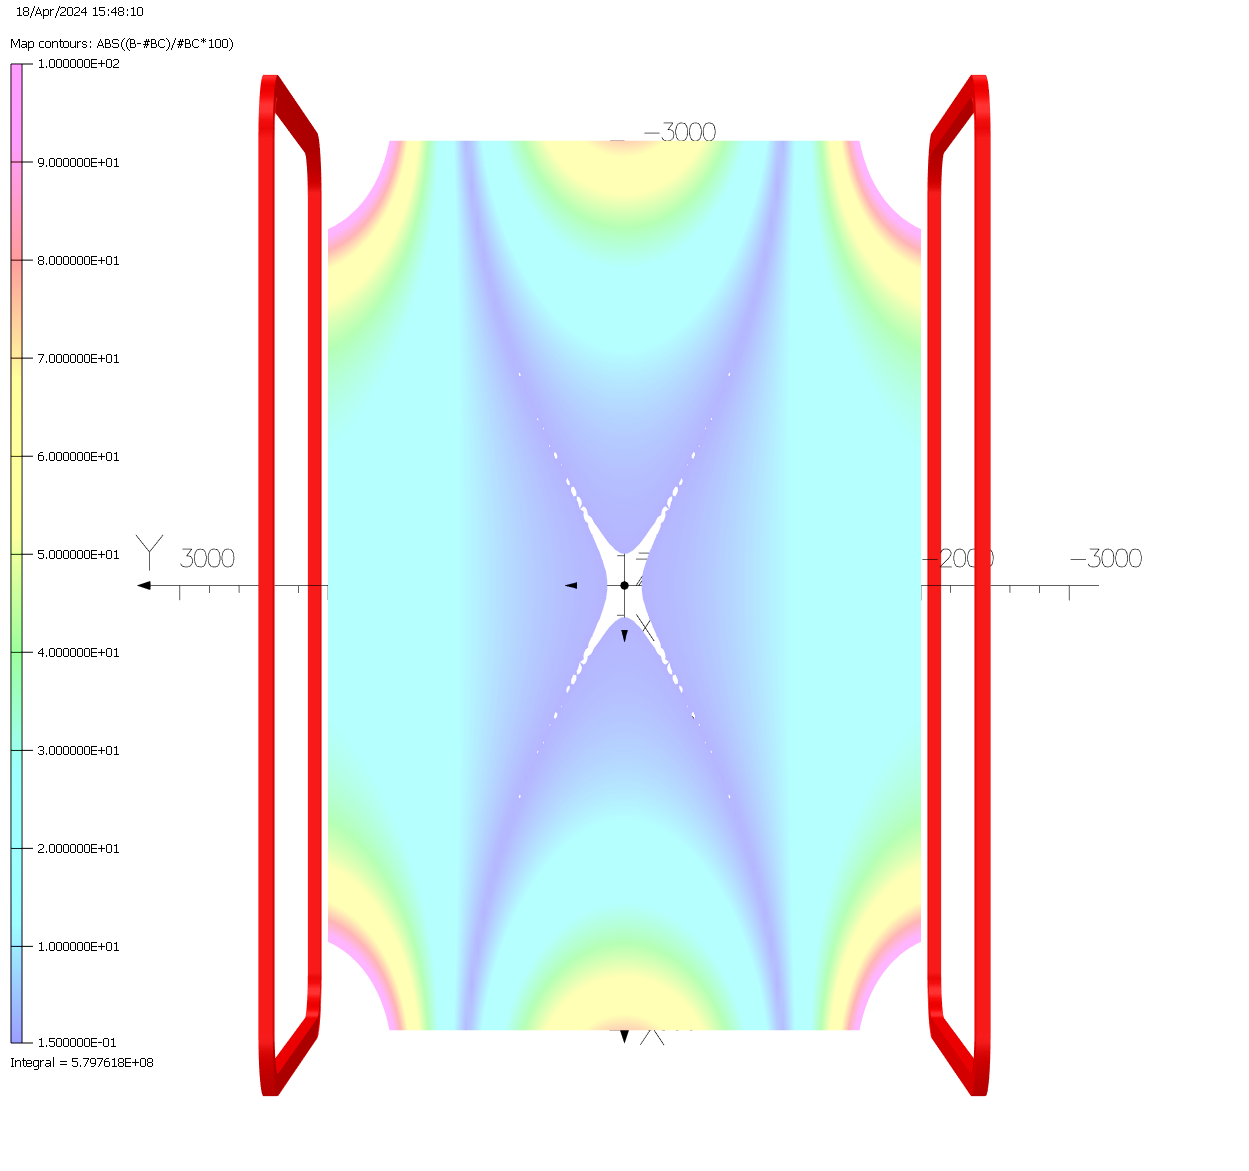 18/Apr/2024 15:48:10
Map contours: ABS((B-#BC)/#BC*100)
1.000000E+02
9.000000E+01
8.000000E+01
7.000000E+01
6.000000E+01
5.000000E+01
4.000000E+01
3.000000E+01
2.000000E+01
1.000000E+01
1.500000E-01
Integral = 5.797618E+08
-3000
Y 3000
-2000
-3000
X
X